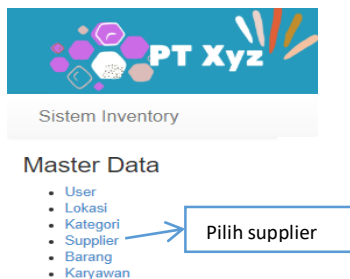 PT Xyz
Sistem Inventory
Master Data
User
Lokasi
Kategori
Supplier
Pilih supplier
Barang
Karyawan